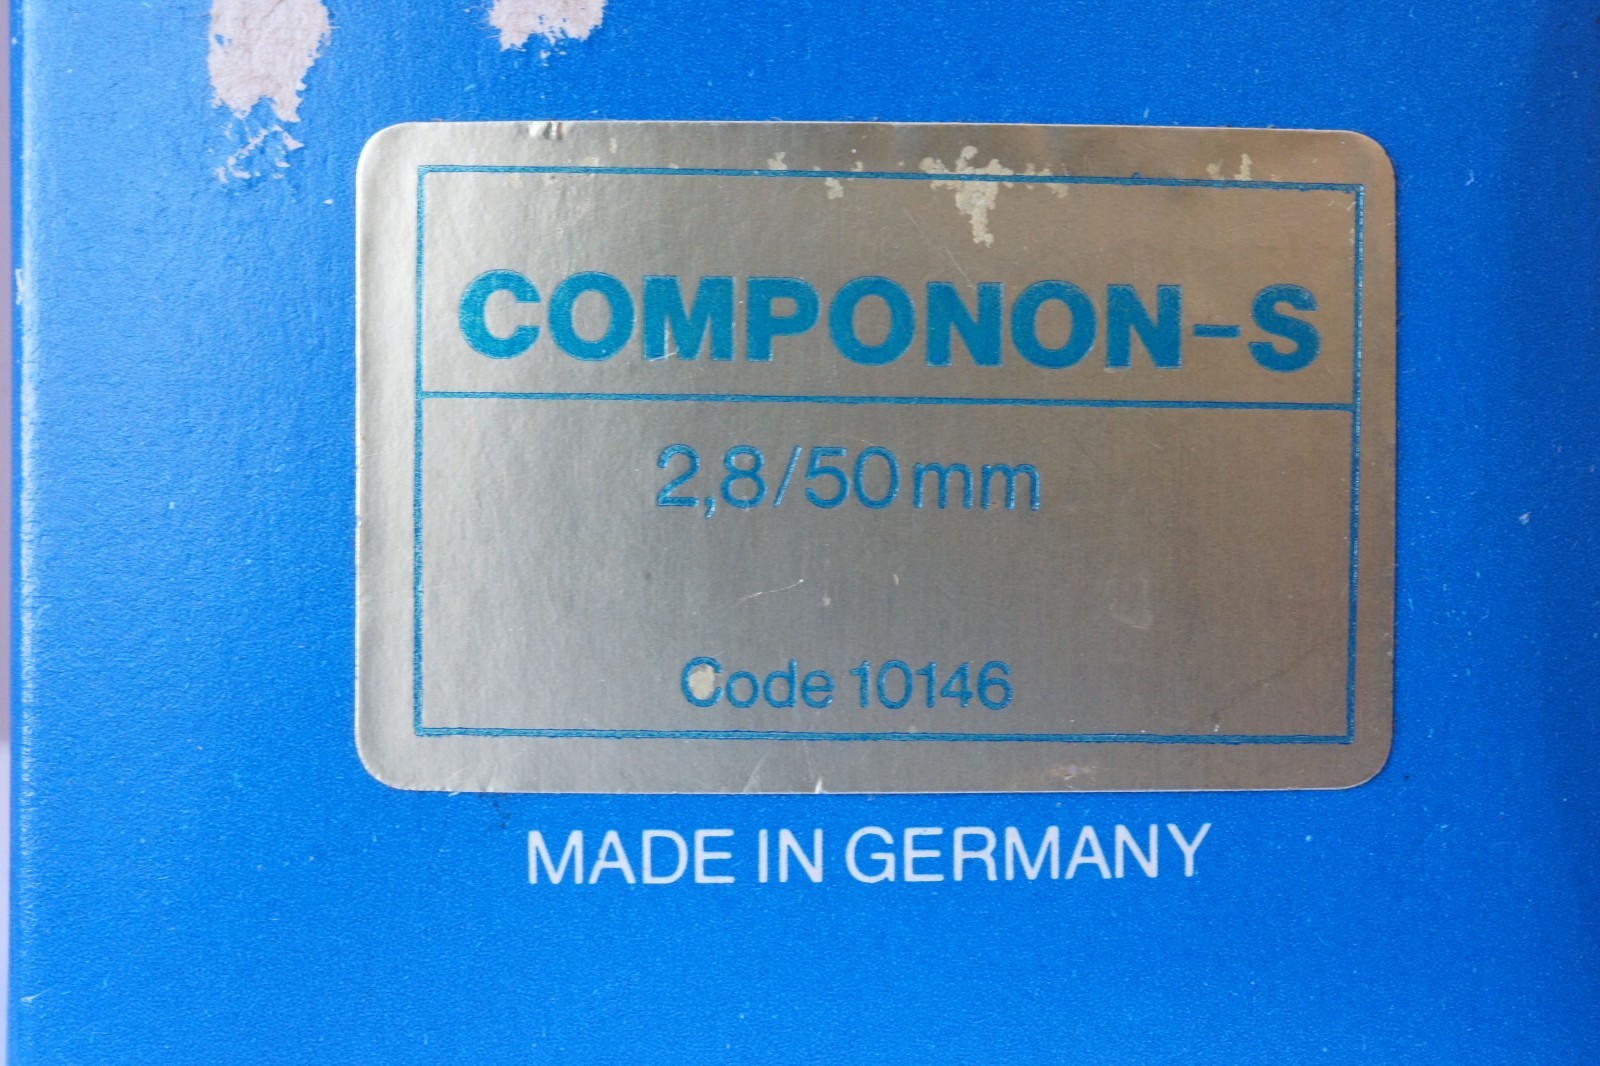 COMPONON-S
2,8/50mm
Code 10146
MADE IN GERMANY